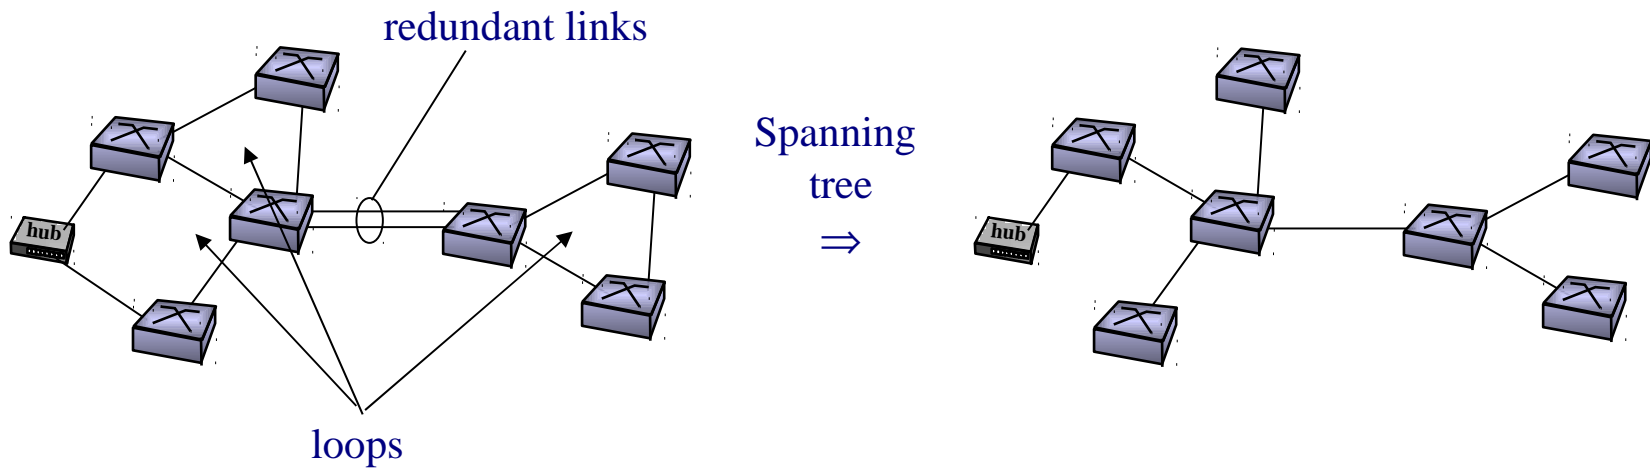 redundant links
hub
loops
Spanning
tree
⇒
hub